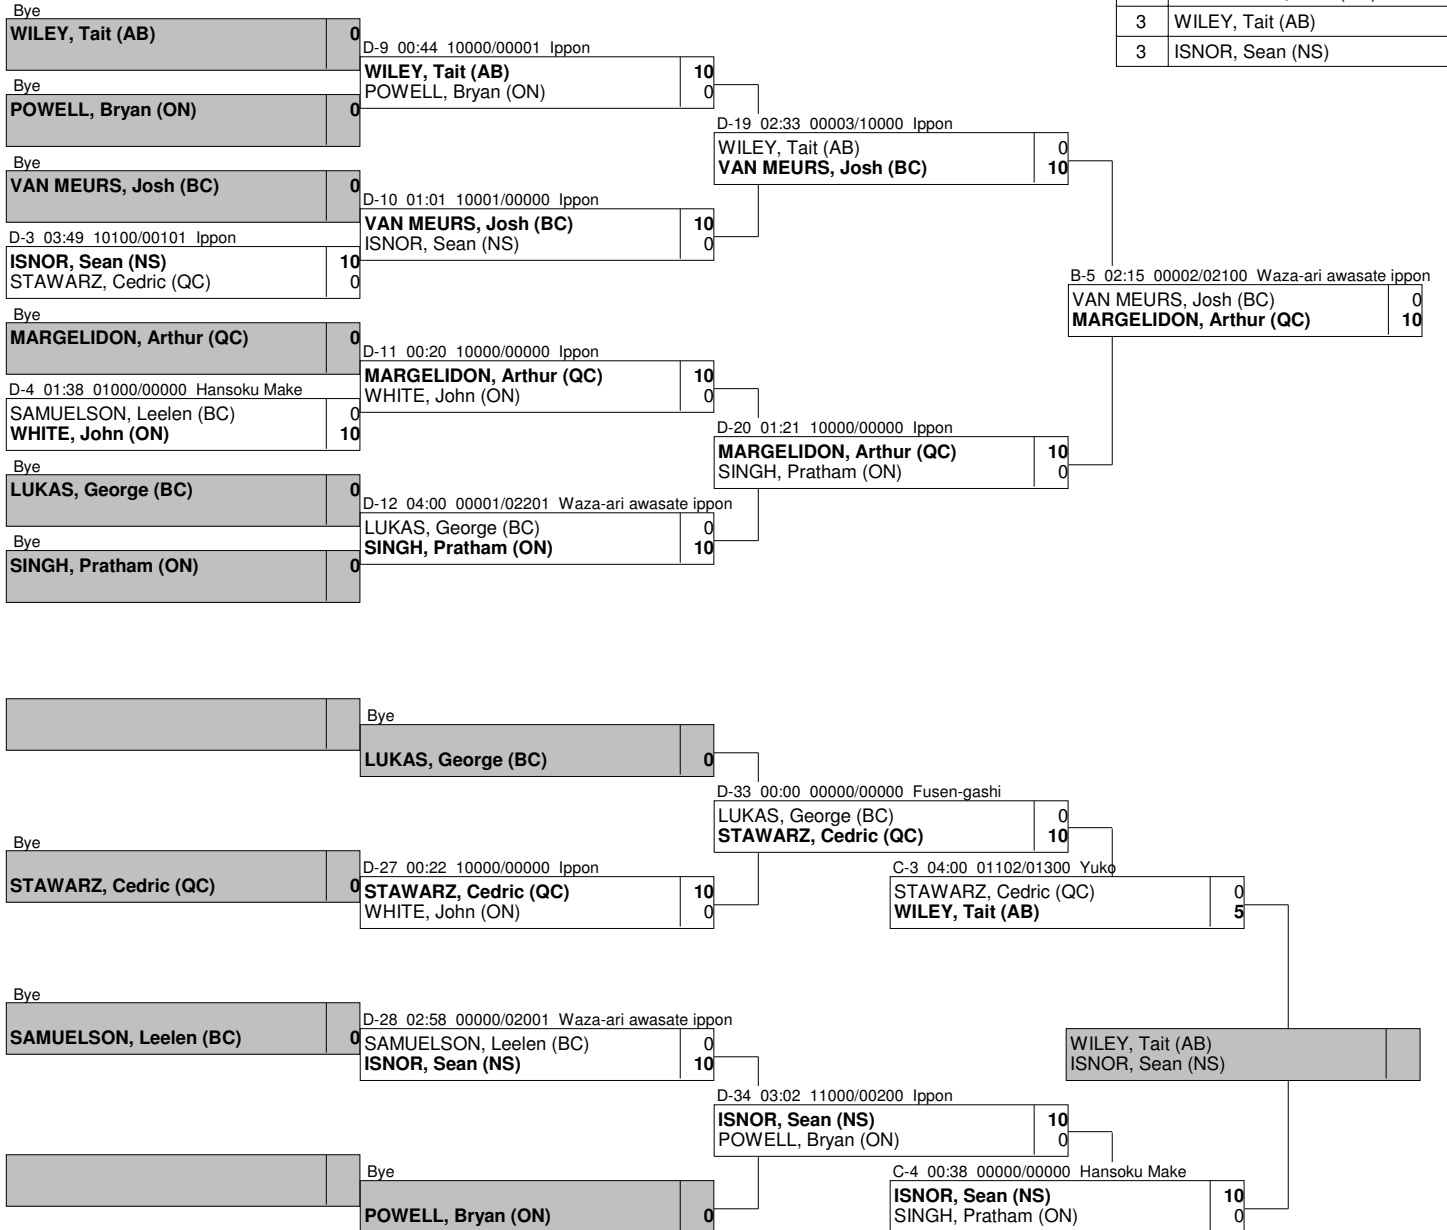 Bye
WILEY, Tait (AB) 0
Bye
POWELL, Bryan (ON) 0
Bye
VAN MEURS, Josh (BC) 0
D-3 03:49 10100/00101 Ippon
ISNOR, Sean (NS) 10
STAWARZ, Cedric (QC) 0
Bye
MARGELIDON, Arthur (QC) 0
D-4 01:38 01000/00000 Hansoku Make
SAMUELSON, Leelen (BC) 0
WHITE, John (ON) 10
Bye
LUKAS, George (BC) 0
Bye
SINGH, Pratham (ON) 0
D-9 00:44 10000/00001 Ippon
WILEY, Tait (AB) 10
POWELL, Bryan (ON) 0
D-10 01:01 10001/00000 Ippon
VAN MEURS, Josh (BC) 10
ISNOR, Sean (NS) 0
D-11 00:20 10000/00000 Ippon
MARGELIDON, Arthur (QC) 10
WHITE, John (ON) 0
D-12 04:00 00001/02201 Waza-ari awasate ippon
LUKAS, George (BC) 0
SINGH, Pratham (ON) 10
D-19 02:33 00003/10000 Ippon
WILEY, Tait (AB) 0
VAN MEURS, Josh (BC) 10
D-20 01:21 10000/00000 Ippon
MARGELIDON, Arthur (QC) 10
SINGH, Pratham (ON) 0
B-5 02:15 00002/02100 Waza-ari awasate ippon
VAN MEURS, Josh (BC) 0
MARGELIDON, Arthur (QC) 10
3 WILEY, Tait (AB)
3 ISNOR, Sean (NS)
Bye
STAWARZ, Cedric (QC) 0
Bye
SAMUELSON, Leelen (BC) 0
Bye
LUKAS, George (BC) 0
D-27 00:22 10000/00000 Ippon
STAWARZ, Cedric (QC) 10
WHITE, John (ON) 0
D-28 02:58 00000/02001 Waza-ari awasate ippon
SAMUELSON, Leelen (BC) 0
ISNOR, Sean (NS) 10
Bye
POWELL, Bryan (ON) 0
D-33 00:00 00000/00000 Fusen-gashi
LUKAS, George (BC) 0
STAWARZ, Cedric (QC) 10
D-34 03:02 11000/00200 Ippon
ISNOR, Sean (NS) 10
POWELL, Bryan (ON) 0
C-3 04:00 01102/01300 Yuko
STAWARZ, Cedric (QC) 0
WILEY, Tait (AB) 5
C-4 00:38 00000/00000 Hansoku Make
ISNOR, Sean (NS) 10
SINGH, Pratham (ON) 0
WILEY, Tait (AB)
ISNOR, Sean (NS)